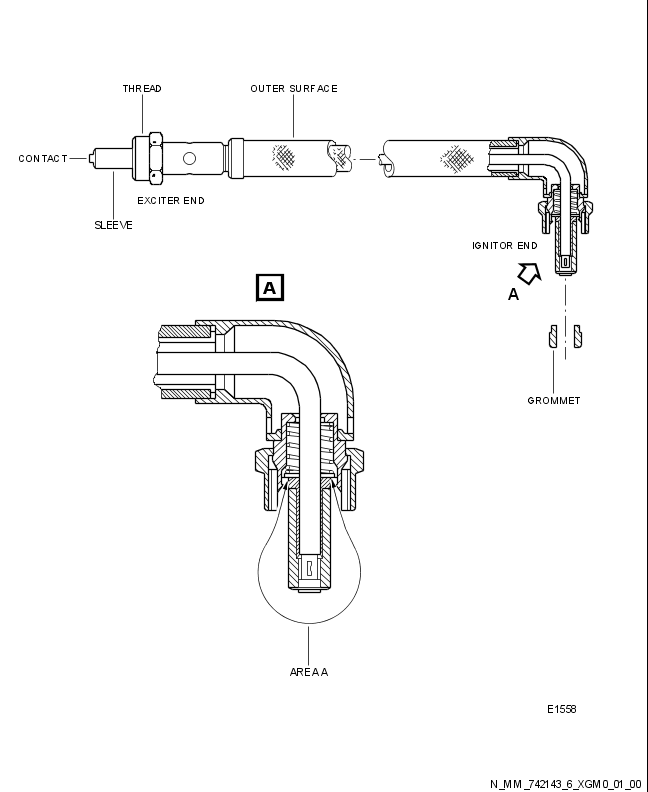 THREAD
OUTER SURFACE
CONTACT
EXCITER END
SLEEVE
IGNITOR END
A
A
GROMMET
AREA A
E1558
N_MM_742143_6_XGM0_01_00